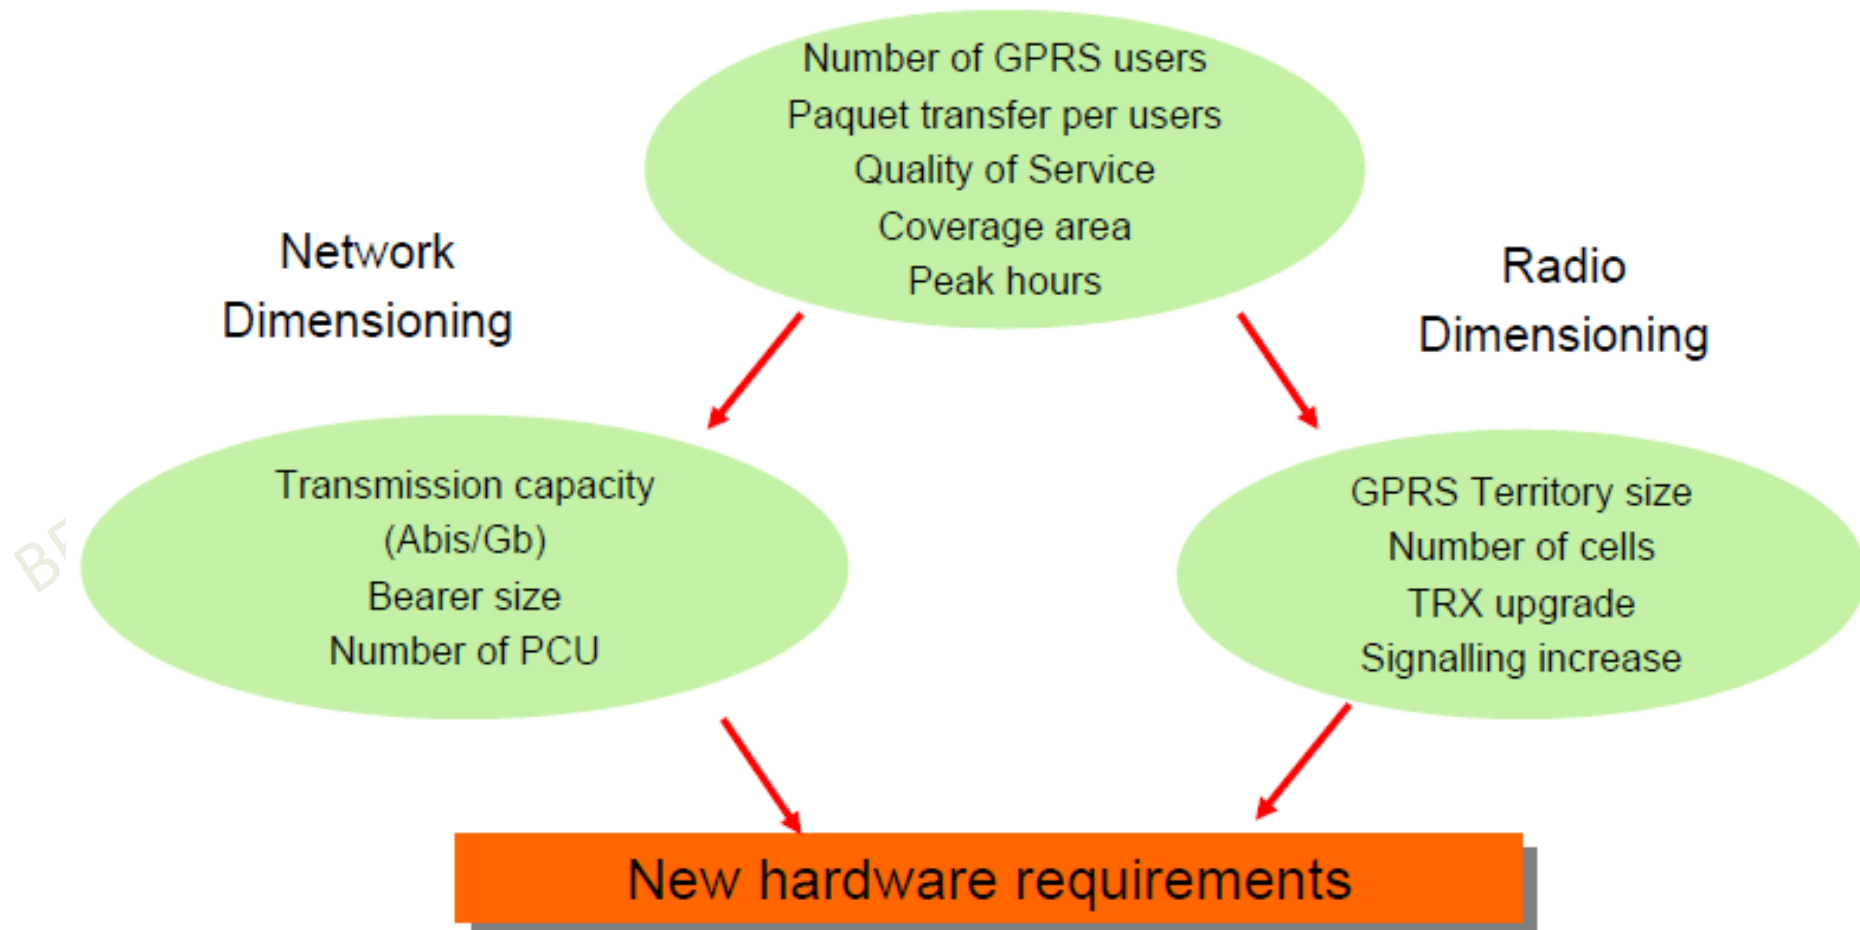 Number of GPRS users
Paquet transfer per users
Quality of Service
Coverage area
Peak hours
Network
Dimensioning
Radio
Dimensioning
Transmission capacity
(Abis/Gb)
Bearer size
Number of PCU
GPRS Territory size
Number of cells
TRX upgrade
Signalling increase
New hardware requirements